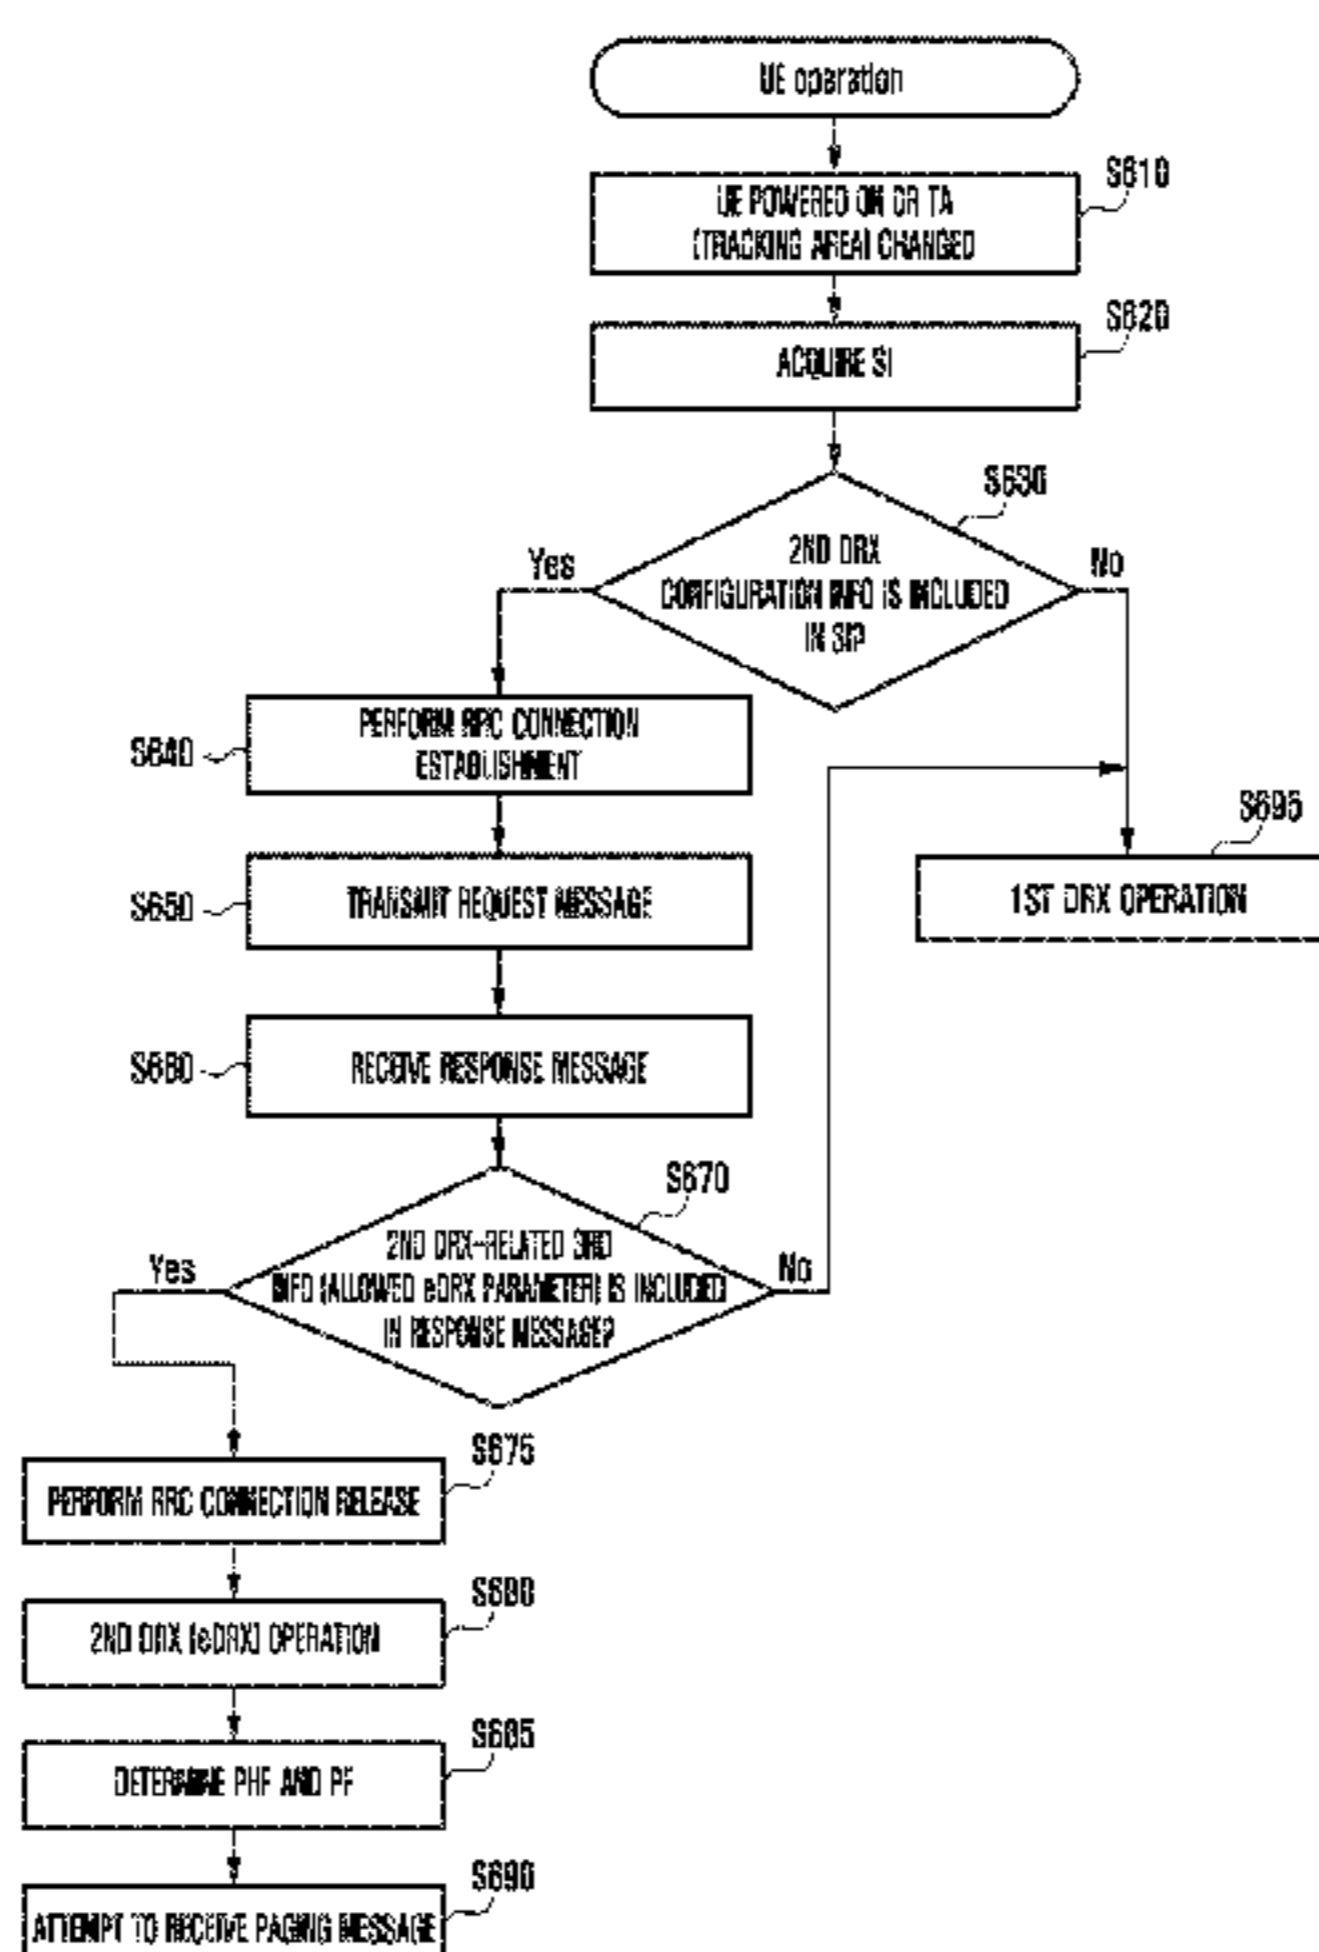 UE operation
S610
UE POWERED ON OR TA
(TRACKING AREA) CHANGED
S620
ACQUIRE SI
S630
2ND DRX
CONFIGURATION INFO IS INCLUDED
IN SI?
Yes
No
S640
PERFORM RRC CONNECTION
ESTABLISHMENT
S695
1ST DRX OPERATION
S650
TRANSMIT REQUEST MESSAGE
S660
RECEIVE RESPONSE MESSAGE
S670
2ND DRX-RELATED 3RD
INFO (ALLOWED eDRX PARAMETER) IS INCLUDED
IN RESPONSE MESSAGE?
Yes
No
S675
PERFORM RRC CONNECTION RELEASE
S680
2ND DRX (eDRX) OPERATION
S685
DETERMINE PHF AND PF
S690
ATTEMPT TO RECEIVE PAGING MESSAGE